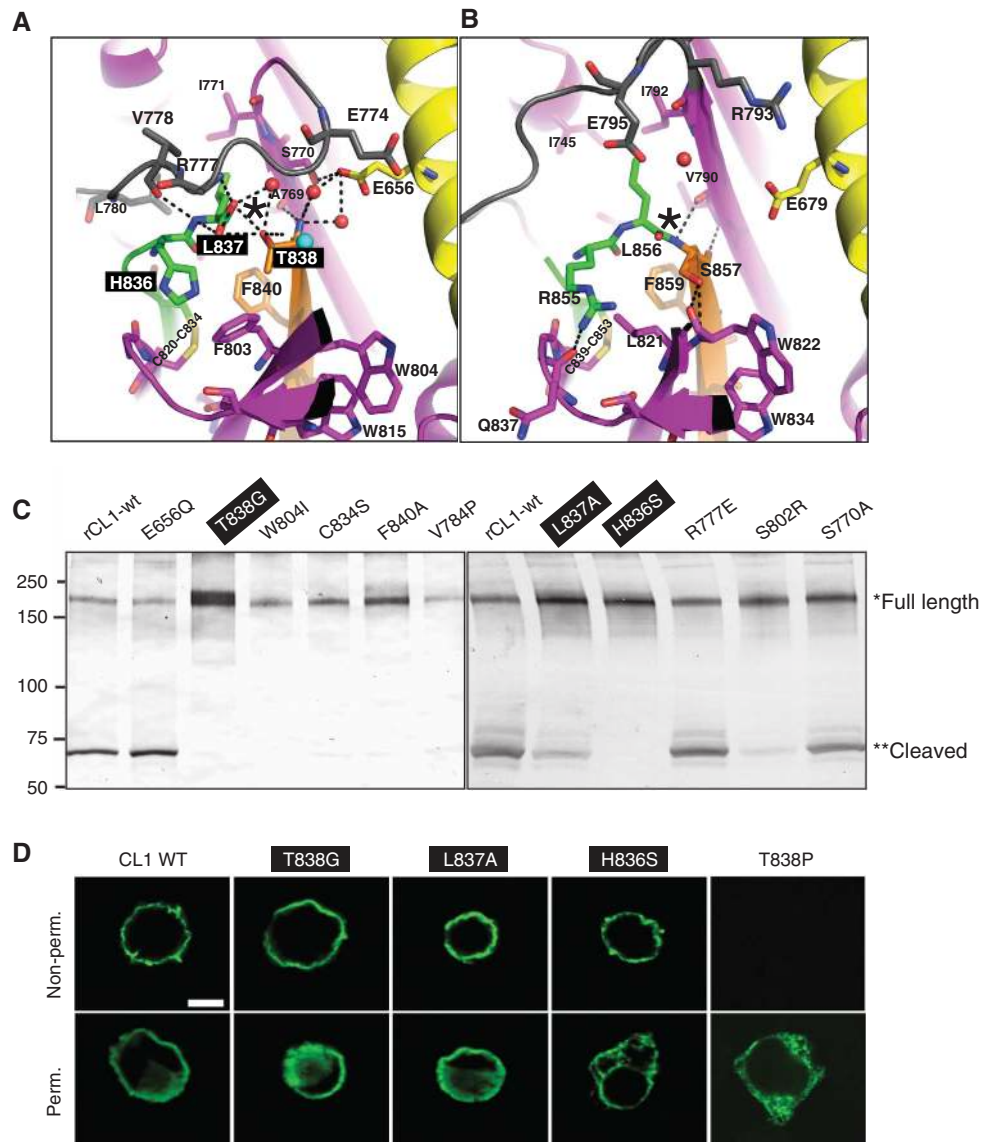 A
I771
V778
E774
R777
S770
E656
L780
A769
*
L837
T838
H836
F840
C820-C834
F803
W804
W815
B
I792
R793
E795
I745
V790
E679
*
L856
S857
R855
F859
L821
C839-C853
W822
Q837
W834
C
rCL1-wt
E656Q
T838G
W804I
C834S
F840A
V784P
rCL1-wt
L837A
H836S
R777E
S802R
S770A
250
150
100
75
50
*Full length
**Cleaved
D
CL1 WT
T838G
L837A
H836S
T838P
Non-perm.
Perm.